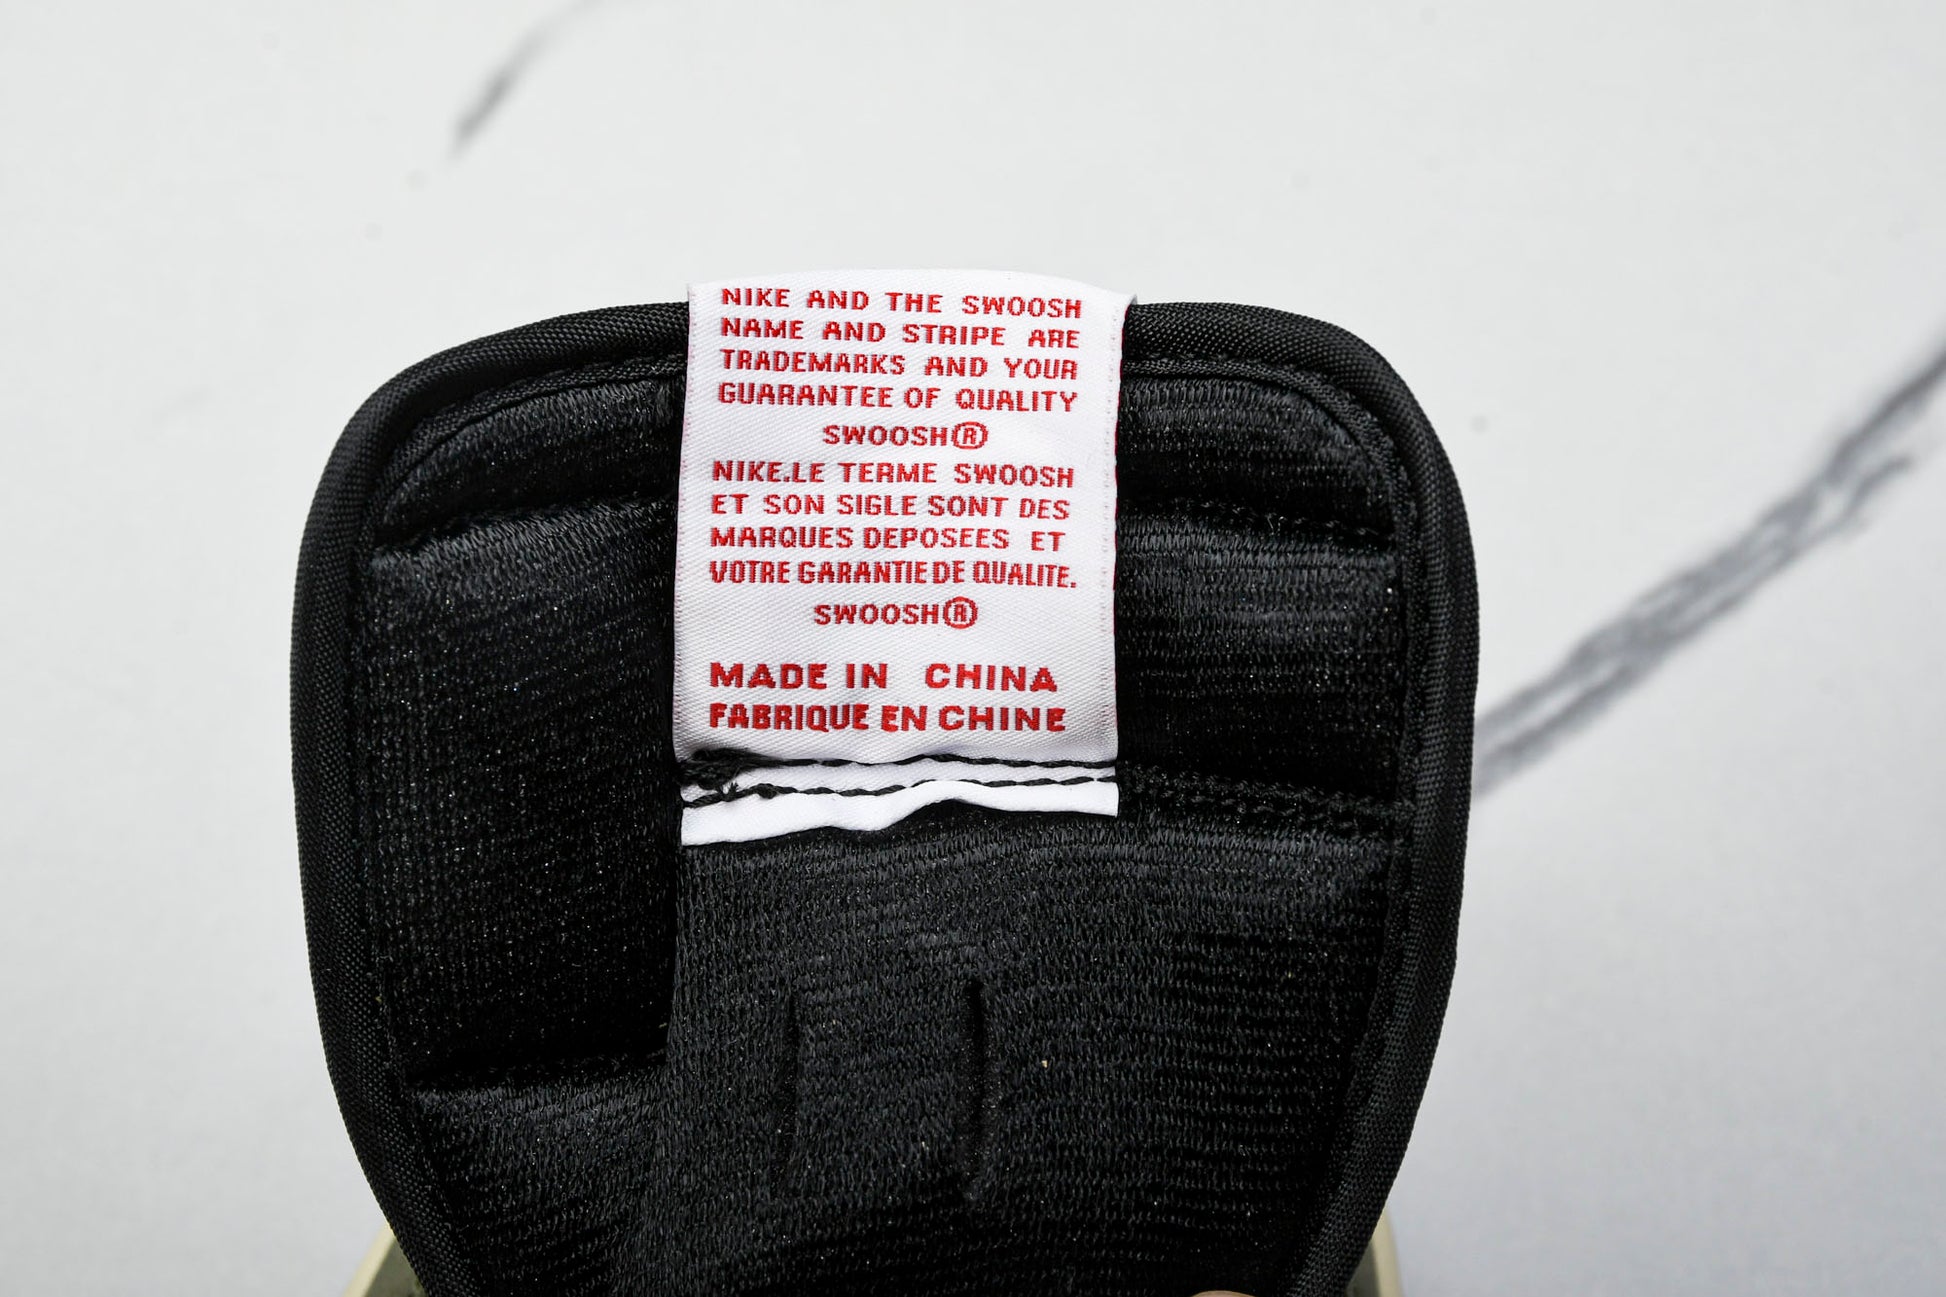 NIKE AND THE SWOOSH
NAME AND STRIPE ARE
TRADEMARKS AND YOUR
GUARANTEE OF QUALITY
SWOOSH®
NIKE.LE TERME SWOOSH
ET SON SIGLE SONT DES
MARQUES DEPOSEES ET
VOTRE GARANTIE DE QUALITE.
SWOOSH®
MADE IN CHINA
FABRIQUE EN CHINE